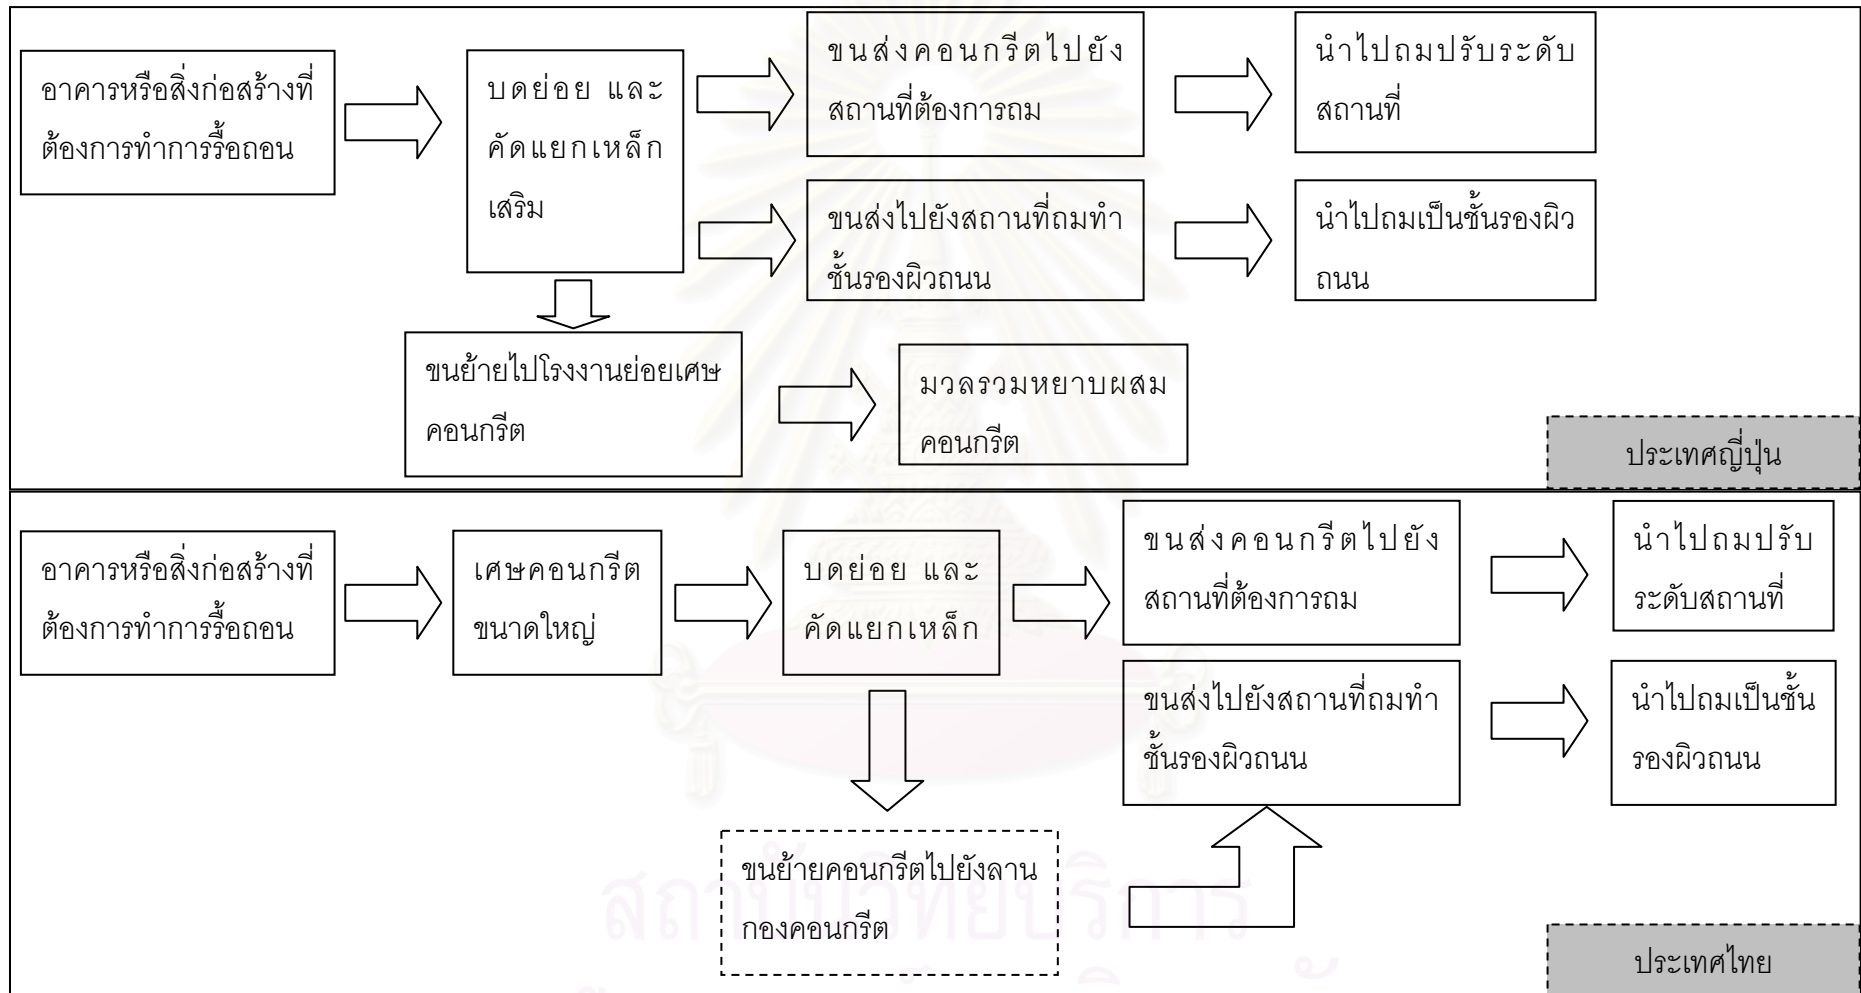 อาคารหรือสิ่งก่อสร้างที่
ต้องการทำการรื้อถอน
บดย่อย และ
คัดแยกเหล็ก
เสริม
ขนส่งคอนกรีตไปยัง
สถานที่ต้องการถม
นำไปถมปรับระดับ
สถานที่
ขนส่งไปยังสถานที่ถมทำ
ชั้นรองผิวถนน
นำไปถมเป็นชั้นรองผิว
ถนน
ขนย้ายไปโรงงานย่อยเศษ
คอนกรีต
มวลรวมหยาบผสม
คอนกรีต
ประเทศญี่ปุ่น
อาคารหรือสิ่งก่อสร้างที่
ต้องการทำการรื้อถอน
เศษคอนกรีต
ขนาดใหญ่
บดย่อย และ
คัดแยกเหล็ก
ขนส่งคอนกรีตไปยัง
สถานที่ต้องการถม
นำไปถมปรับ
ระดับสถานที่
ขนส่งไปยังสถานที่ถมทำ
ชั้นรองผิวถนน
นำไปถมเป็นชั้น
รองผิวถนน
ขนย้ายคอนกรีตไปยังลาน
กองคอนกรีต
สถาบันวิทยบริการ
ประเทศไทย